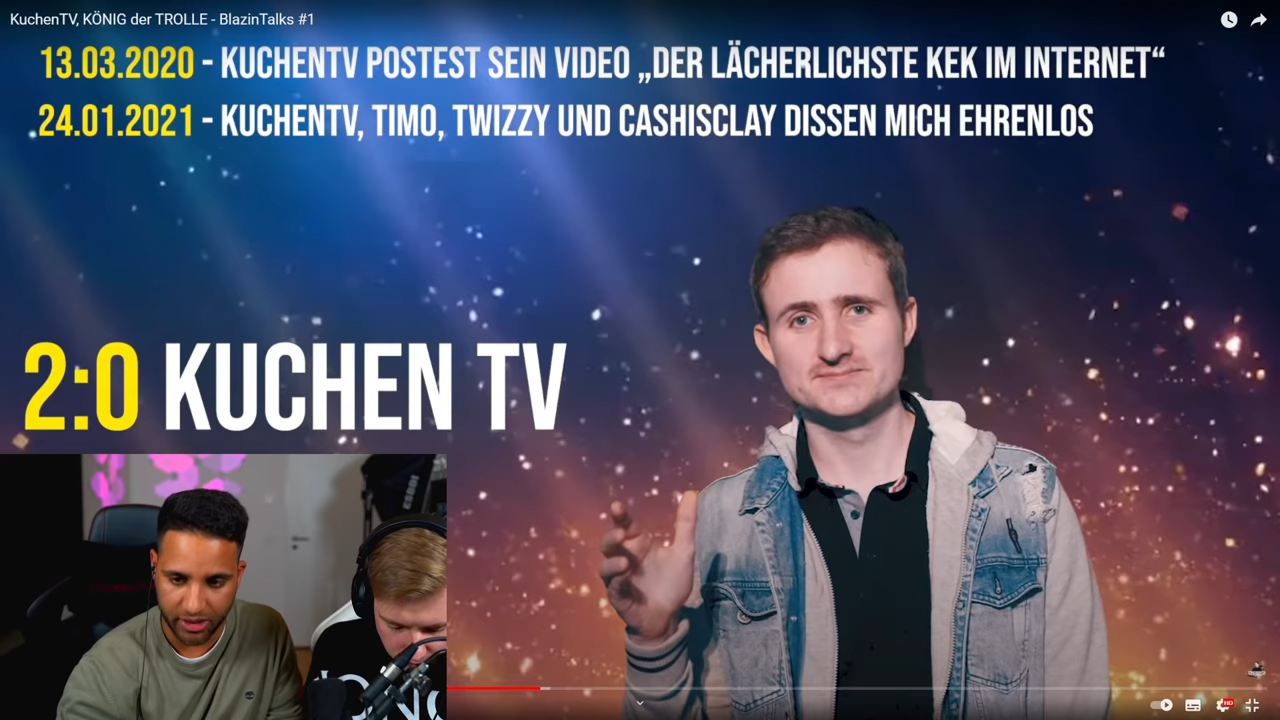 KuchenTV, KÖNIG der TROLLE - BlazinTalks #1
13.03.2020 - KUCHENTV POSTEST SEIN VIDEO „DER LÄCHERLICHSTE KEK IM INTERNET“
24.01.2021 - KUCHENTV, TIMO, TWIZZY UND CASHISCLAY DISSEN MICH EHRENLOS
2:0 KUCHEN TV
HD